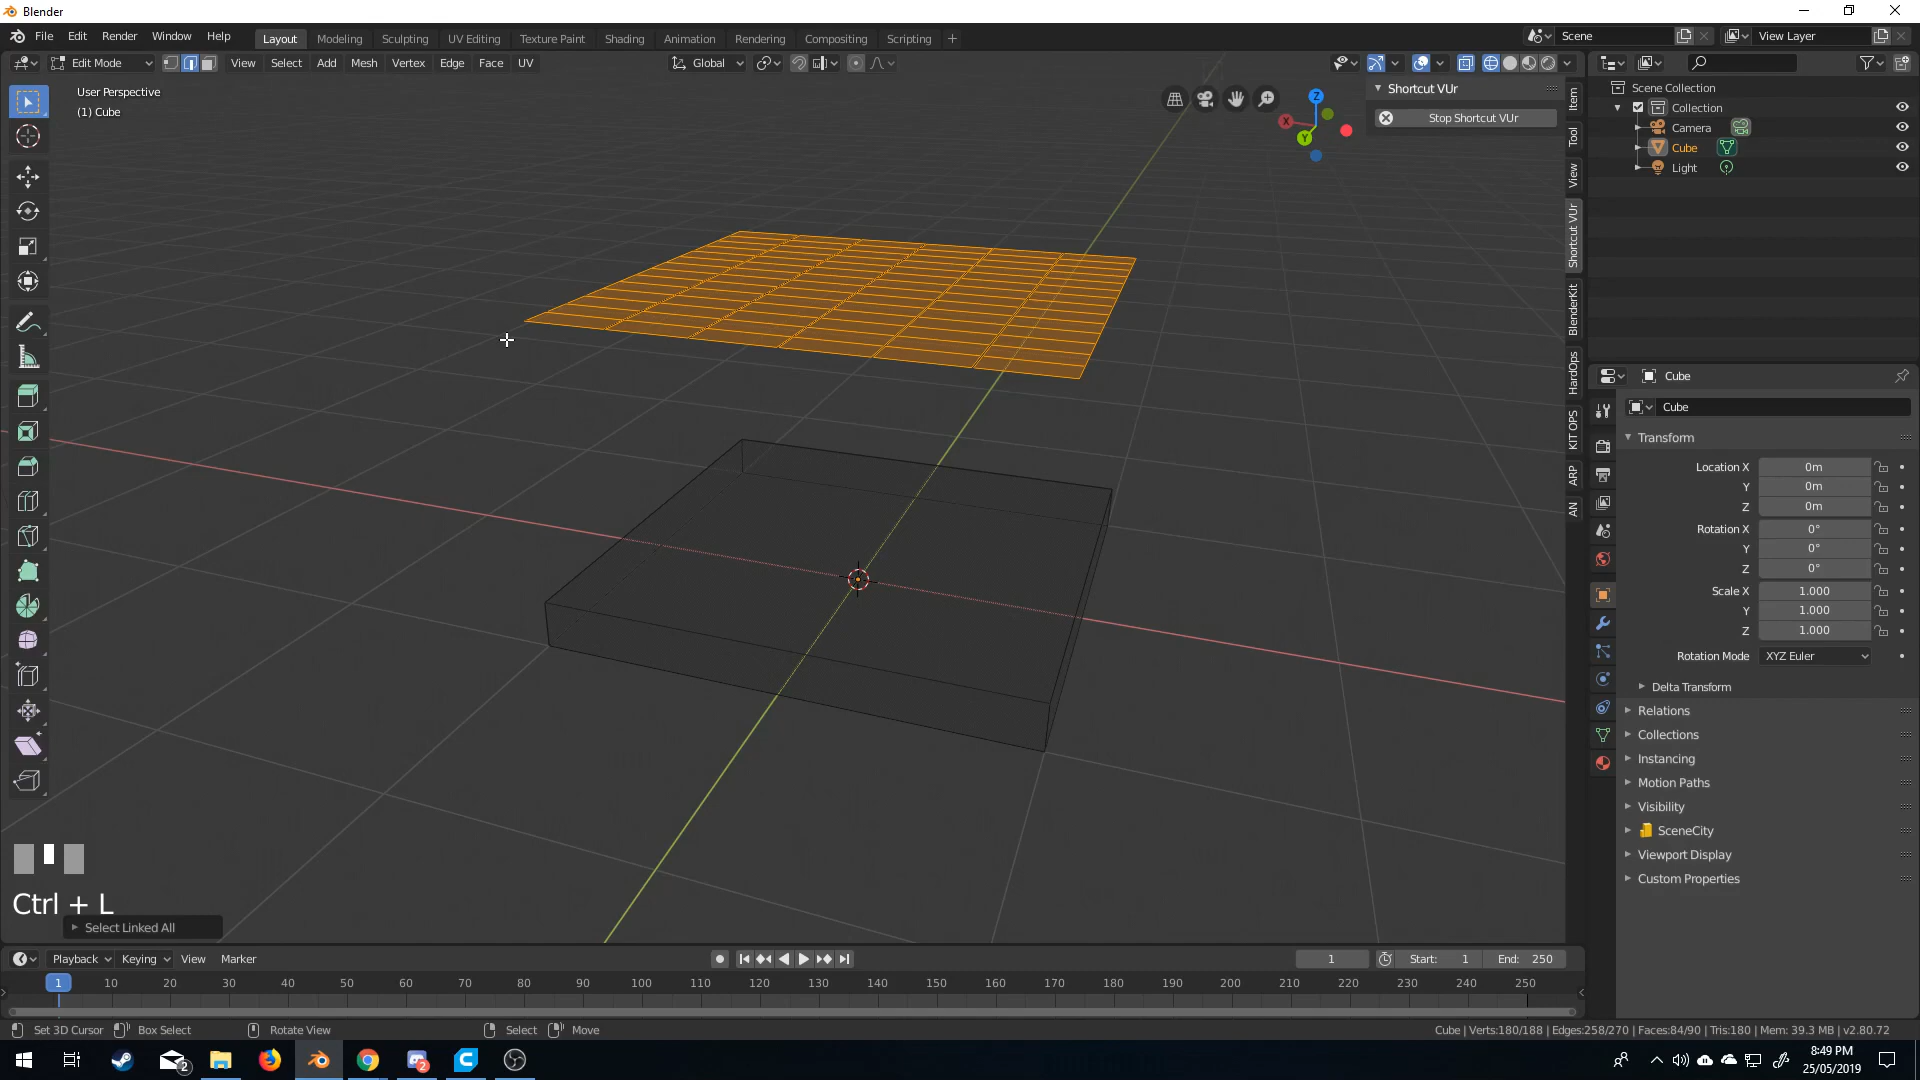 Blender
File Edit Render Window Help
Layout Modeling Sculpting UV Editing Texture Paint Shading Animation Rendering Compositing Scripting +
Scene View Layer
Edit Mode View Select Add Mesh Vertex Edge Face UV
Global
User Perspective
(1) Cube
Z
X
Y
Shortcut VUr
Stop Shortcut VUr
Item
Tool
View
Shortcut VUr
BlenderKit
HardOps
KIT OPS
ARP
AN
Scene Collection
Collection
Camera
Cube
Light
Cube
Cube
Transform
Location X 0m
Y 0m
Z 0m
Rotation X 0°
Y 0°
Z 0°
Scale X 1.000
Y 1.000
Z 1.000
Rotation Mode XYZ Euler
Delta Transform
Relations
Collections
Instancing
Motion Paths
Visibility
SceneCity
Viewport Display
Custom Properties
Ctrl + L
Select Linked All
Playback Keying View Marker
1 Start: 1 End: 250
1 10 20 30 40 50 60 70 80 90 100 110 120 130 140 150 160 170 180 190 200 210 220 230 240 250
Set 3D Cursor Box Select Rotate View Select Move
Cube | Verts:180/188 | Edges:258/270 | Faces:84/90 | Tris:180 | Mem: 39.3 MB | v2.80.72
2
2
8:49 PM
25/05/2019